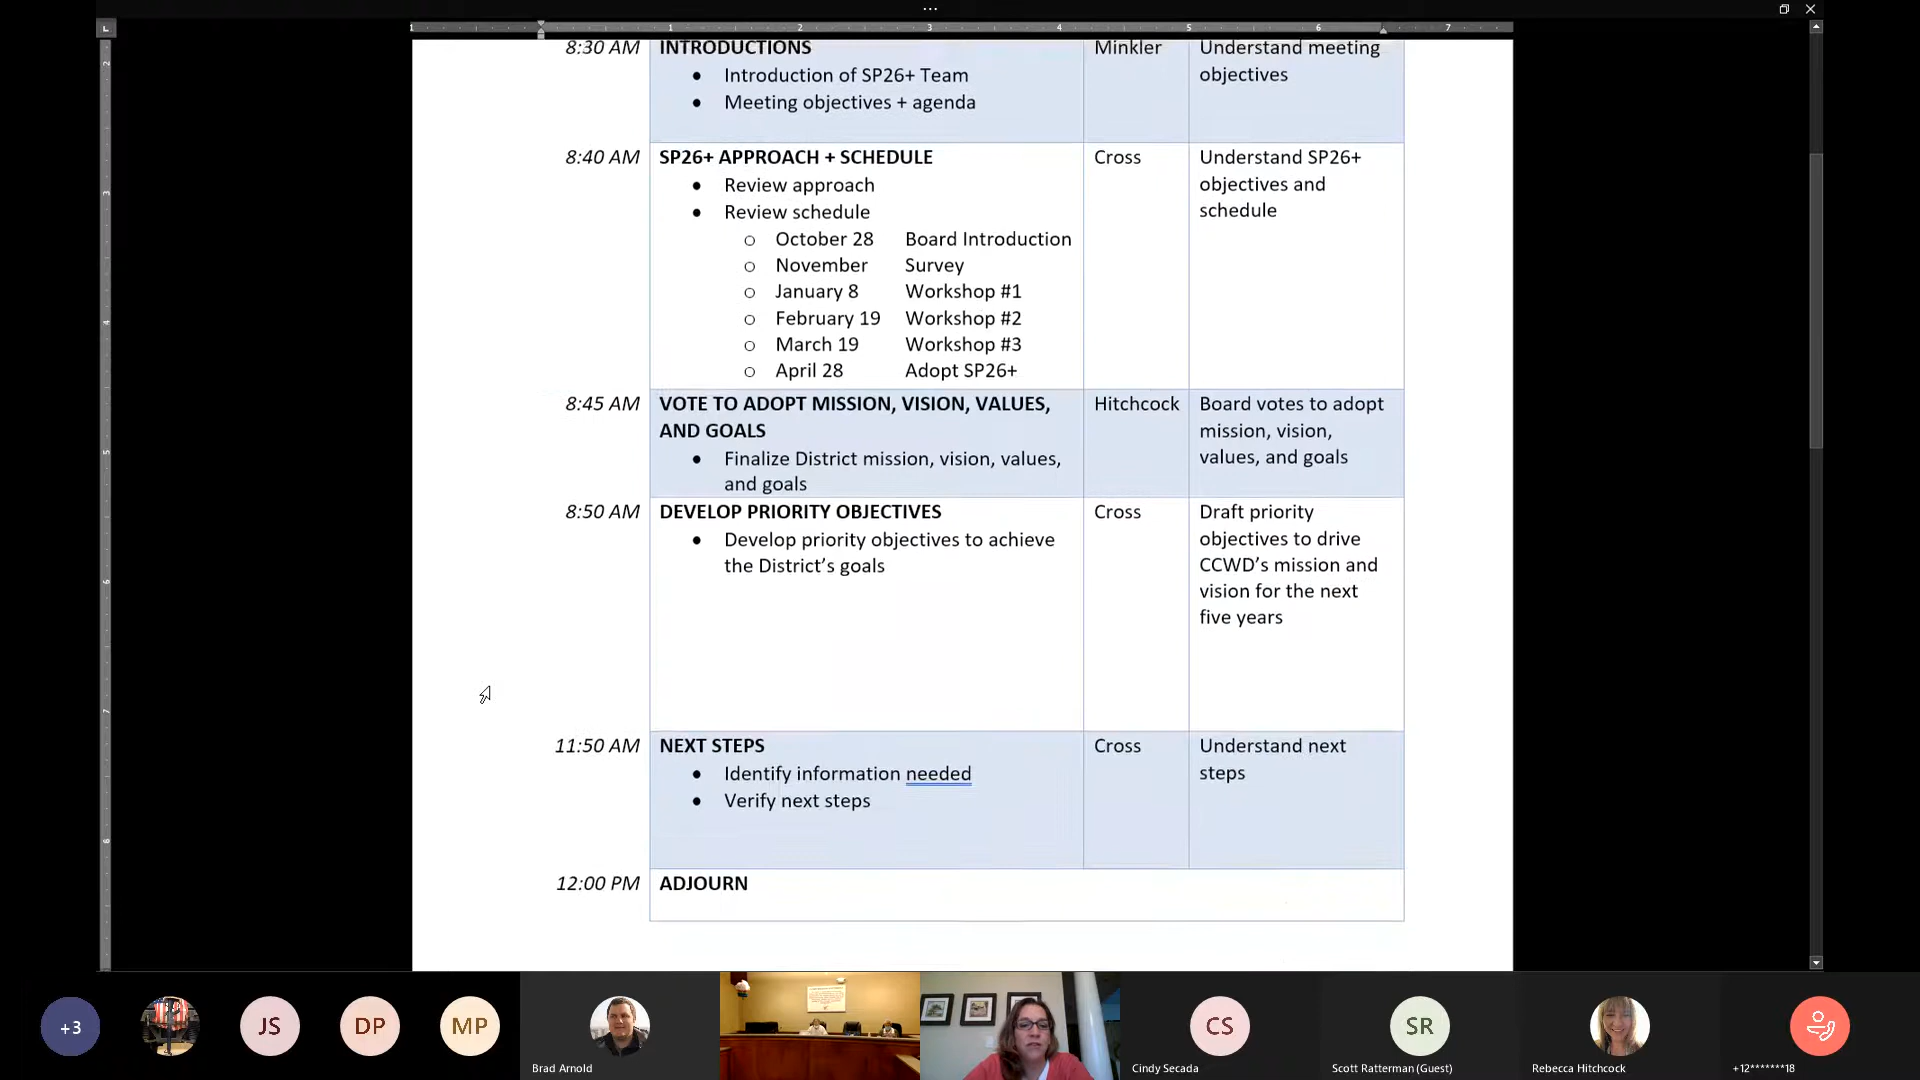 8:30 AM INTRODUCTIONS Minkler Understand meeting
objectives
• Introduction of SP26+ Team
• Meeting objectives + agenda
8:40 AM SP26+ APPROACH + SCHEDULE Cross Understand SP26+
objectives and
schedule
• Review approach
• Review schedule
o October 28 Board Introduction
o November Survey
o January 8 Workshop #1
o February 19 Workshop #2
o March 19 Workshop #3
o April 28 Adopt SP26+
8:45 AM VOTE TO ADOPT MISSION, VISION, VALUES,
AND GOALS
• Finalize District mission, vision, values,
and goals
Hitchcock Board votes to adopt
mission, vision,
values, and goals
8:50 AM DEVELOP PRIORITY OBJECTIVES
• Develop priority objectives to achieve
the District’s goals
Cross Draft priority
objectives to drive
CCWD’s mission and
vision for the next
five years
11:50 AM NEXT STEPS
• Identify information needed
• Verify next steps
Cross Understand next
steps
12:00 PM ADJOURN
+3
JS
DP
MP
Brad Arnold
CS
Cindy Secada
SR
Scott Ratterman (Guest)
Rebecca Hitchcock
+12*******18